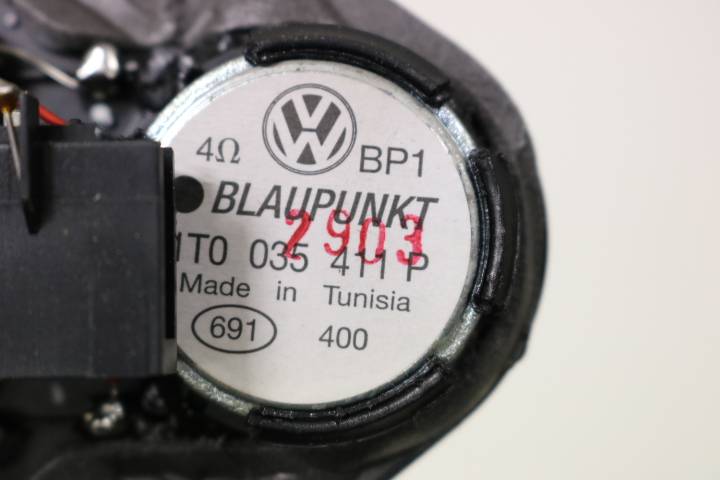 4Ω BP1
BLAUPUNKT
2903
1T0 035 411 P
Made in Tunisia
691 400